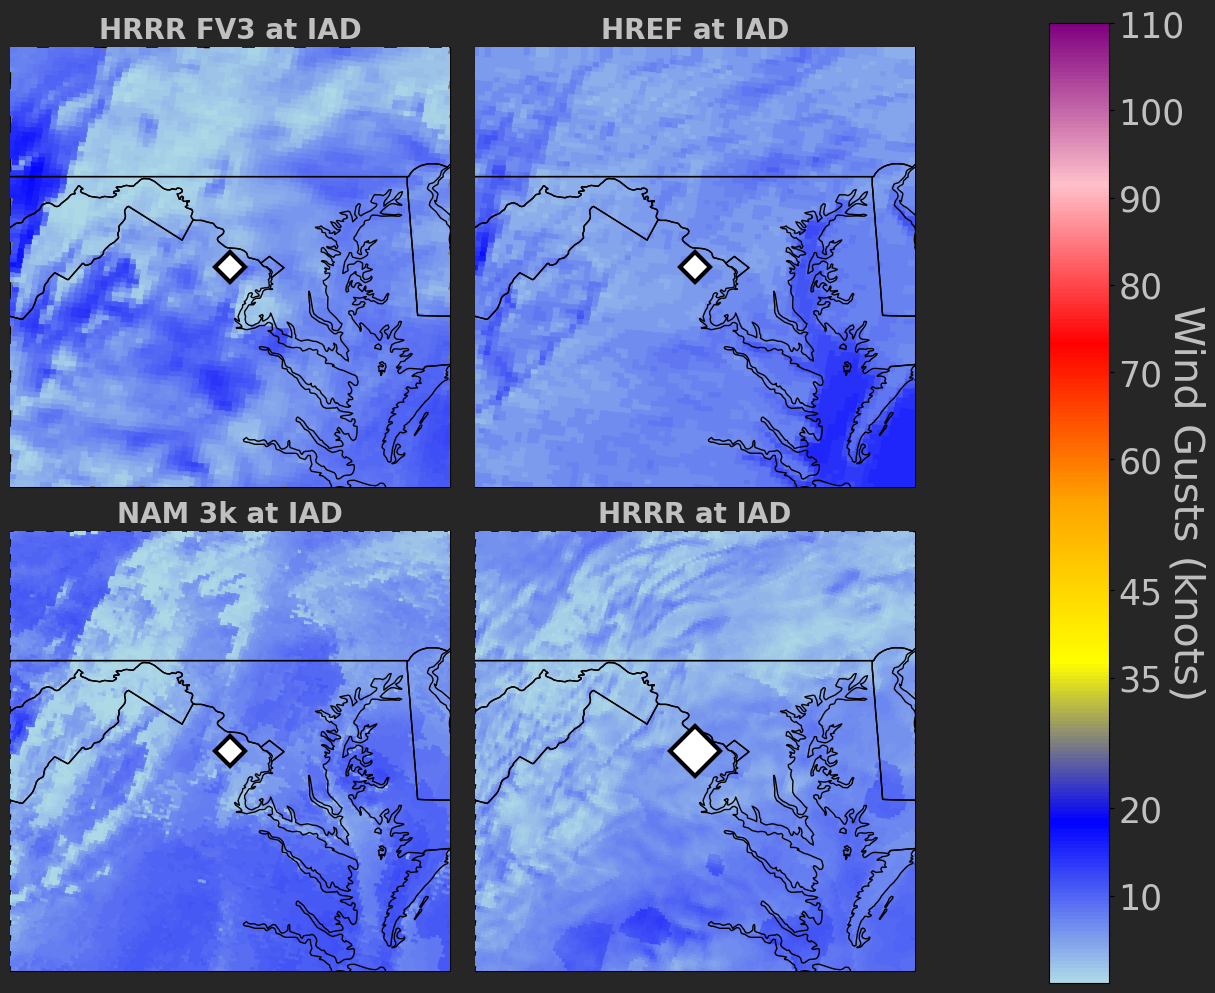 HRRR FV3 at IAD
HREF at IAD
NAM 3k at IAD
HRRR at IAD
110
100
90
80
70
60
45
35
20
10
Wind Gusts (knots)